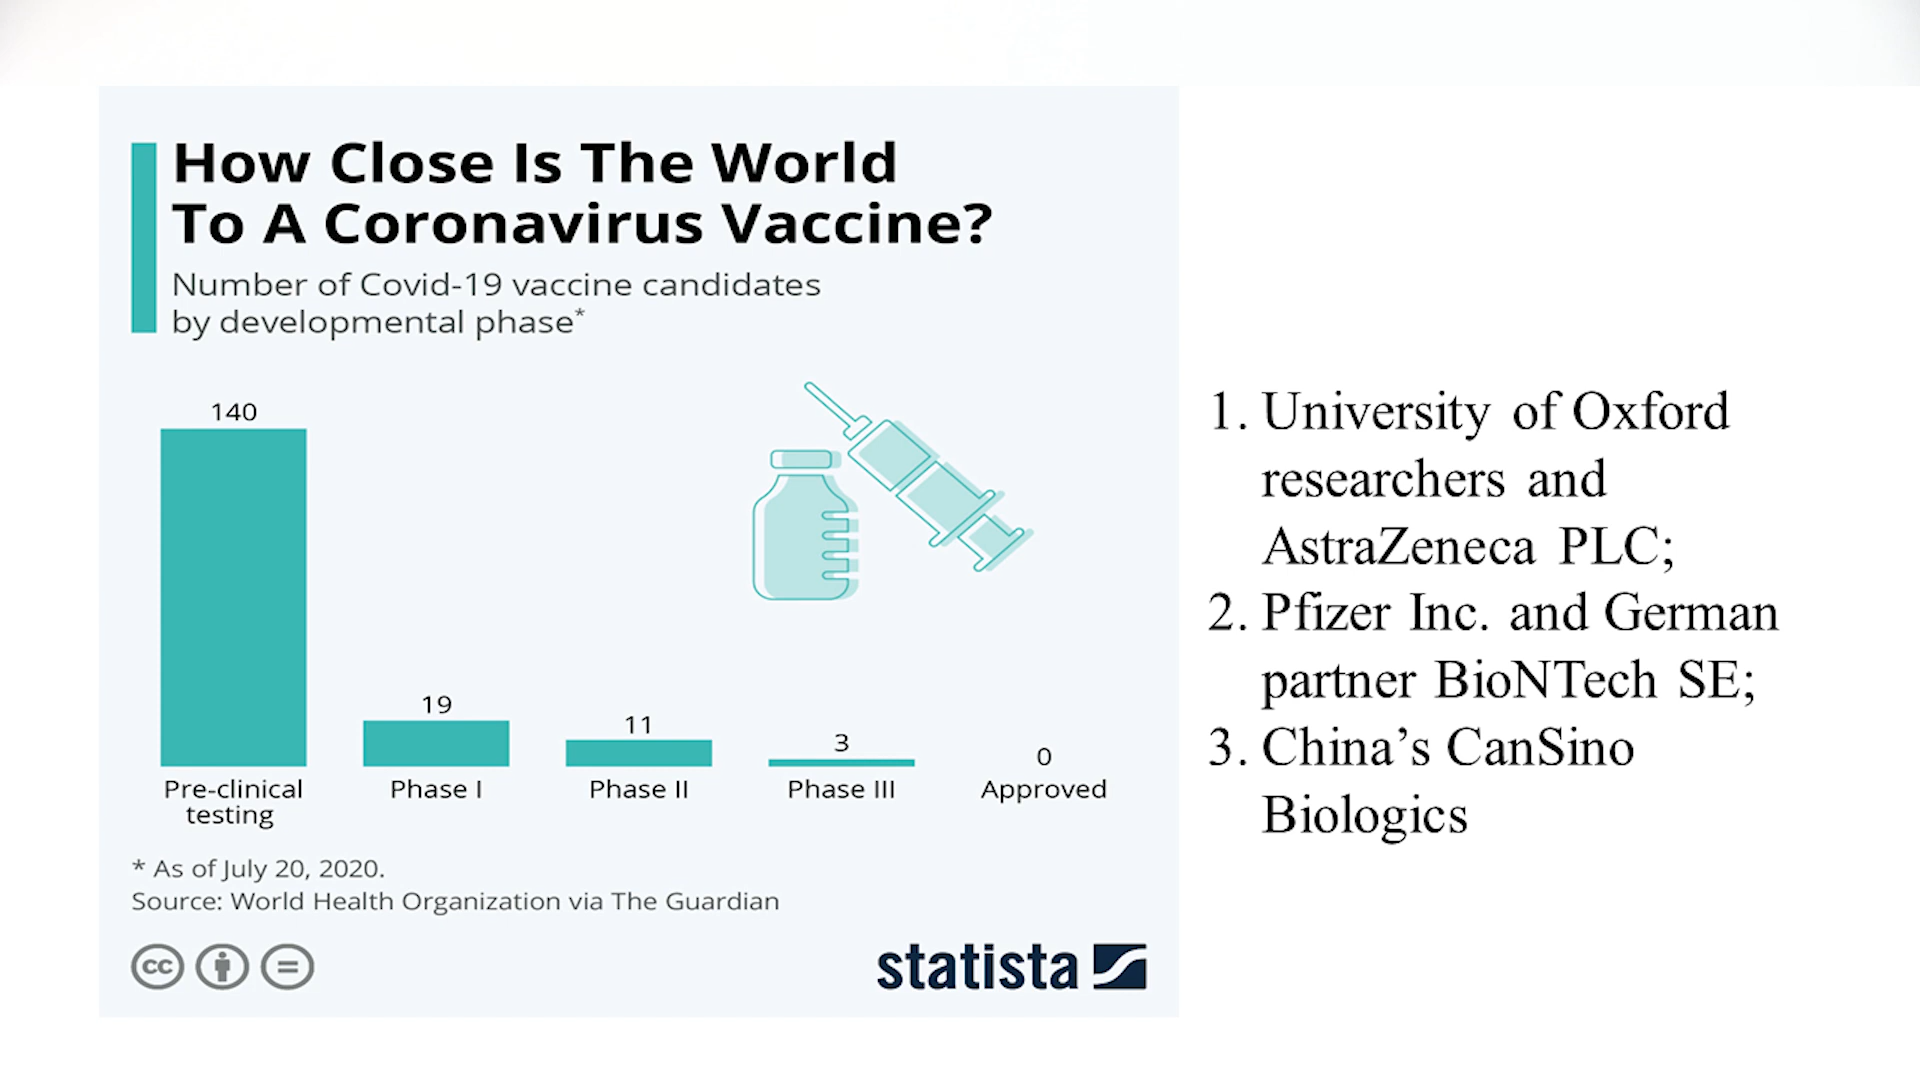 How Close Is The World
To A Coronavirus Vaccine?
Number of Covid-19 vaccine candidates
by developmental phase*
140
19
11
3
0
Pre-clinical
testing
Phase I
Phase II
Phase III
Approved
* As of July 20, 2020.
Source: World Health Organization via The Guardian
cc
statista
1. University of Oxford
researchers and
AstraZeneca PLC;
2. Pfizer Inc. and German
partner BioNTech SE;
3. China’s CanSino
Biologics